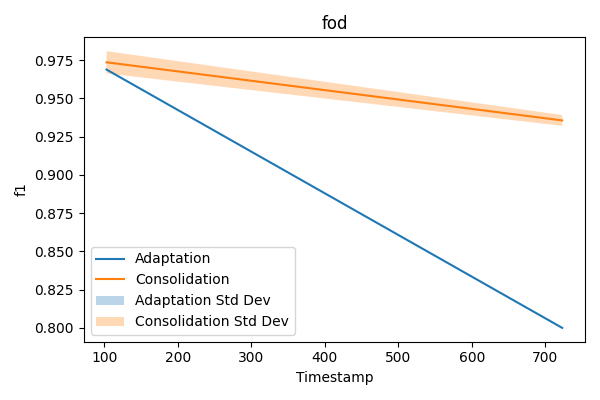 fod
f1
0.975
0.950
0.925
0.900
0.875
0.850
0.825
0.800
Adaptation
Consolidation
Adaptation Std Dev
Consolidation Std Dev
100 200 300 400 500 600 700
Timestamp